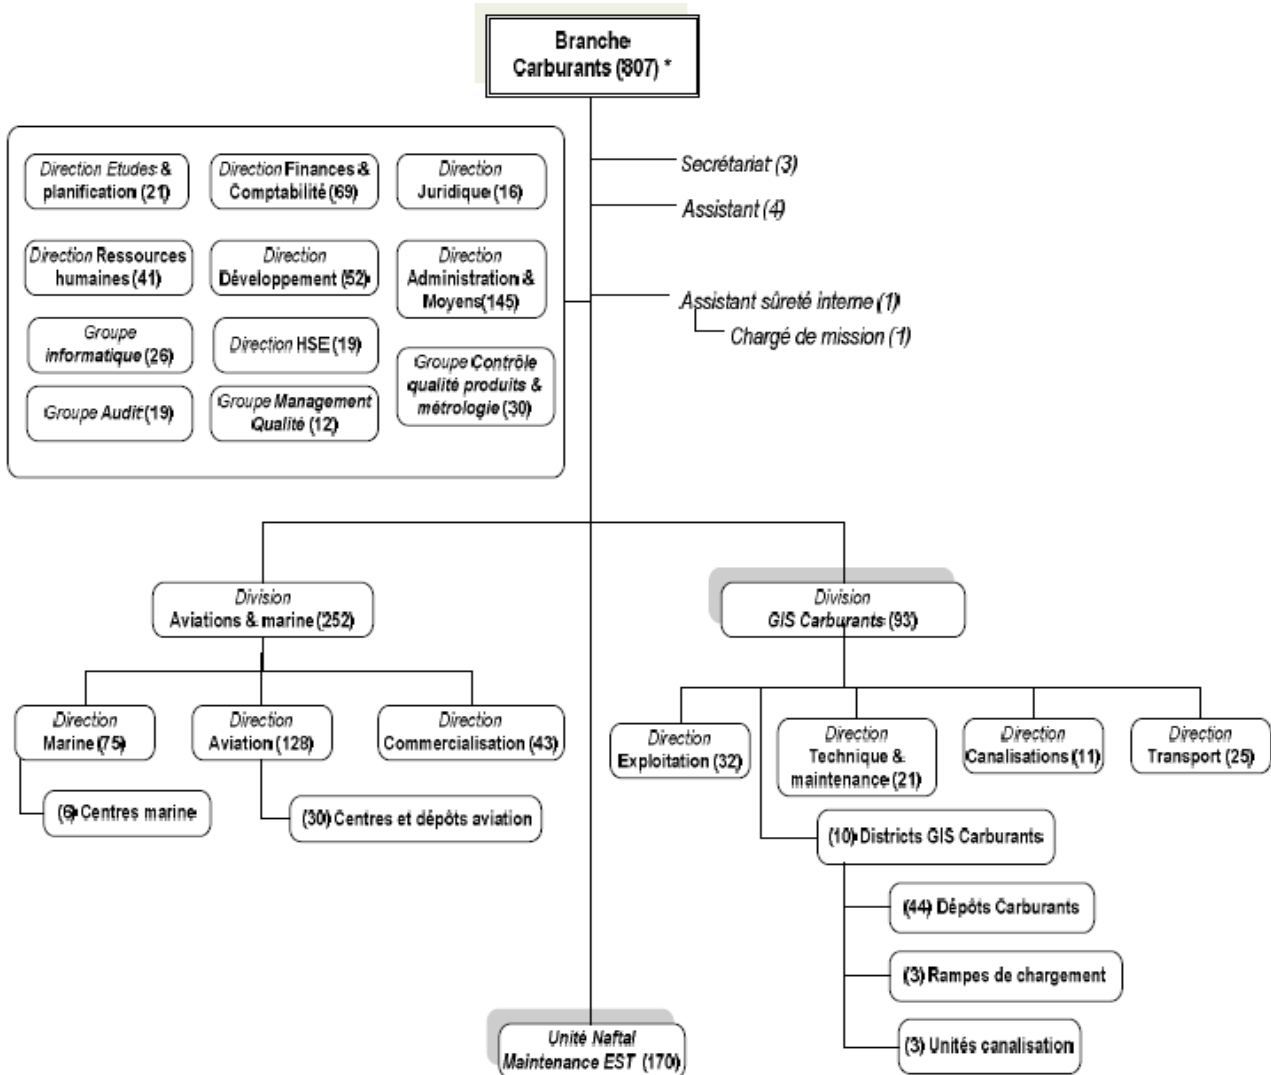 Branche
Carburants (807) *
Direction Etudes &
planification (21)
Direction Finances &
Comptabilité (69)
Direction
Juridique (16)
Secrétariat (3)
Assistant (4)
Direction Ressources
humaines (41)
Direction
Développement (52)
Direction
Administration &
Moyens(145)
Assistant sûreté interne (1)
Chargé de mission (1)
Groupe
informatique (26)
Direction HSE (19)
Groupe Contrôle
qualité produits &
métrologie (30)
Groupe Audit (19)
Groupe Management
Qualité (12)
Division
Aviations & marine (252)
Division
GIS Carburants (93)
Direction
Marine (75)
Direction
Aviation (128)
Direction
Commercialisation (43)
Direction
Exploitation (32)
Direction
Technique &
maintenance (21)
Direction
Canalisations (11)
Direction
Transport (25)
(6) Centres marine
(30) Centres et dépôts aviation
(10) Districts GIS Carburants
(44) Dépôts Carburants
(3) Rampes de chargement
(3) Unités canalisation
Unité Naftal
Maintenance EST (170)